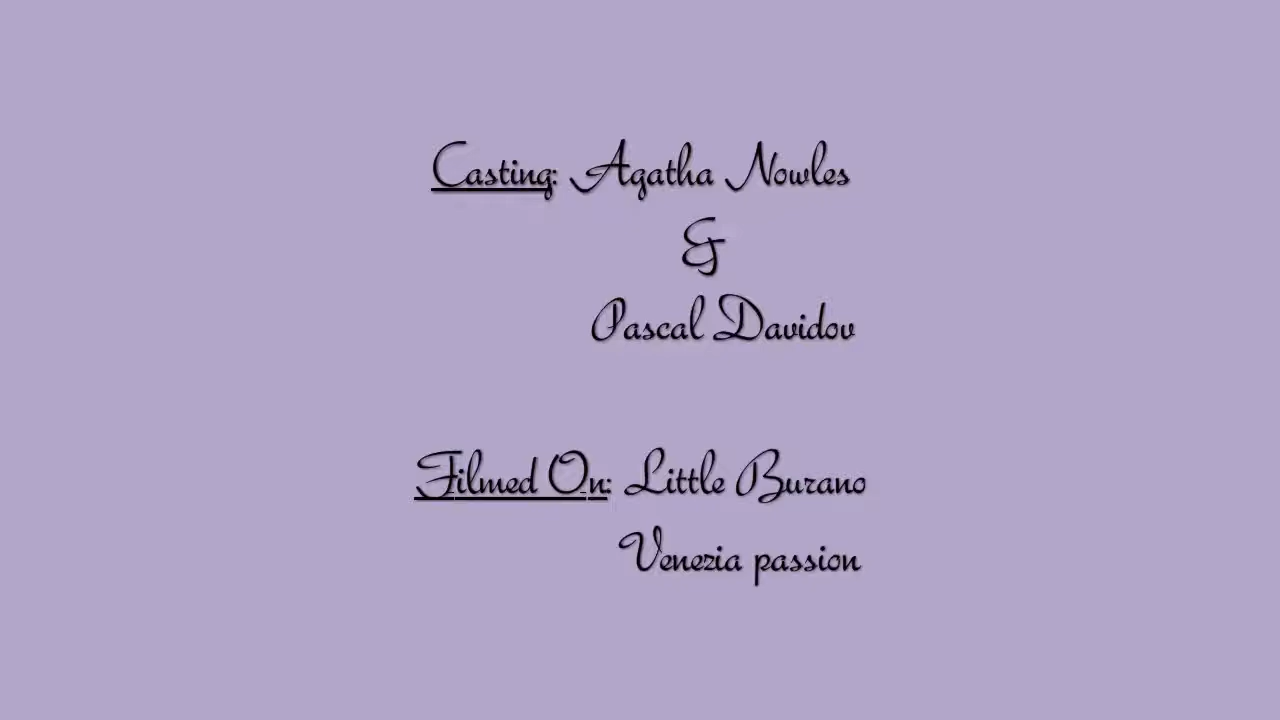 Casting: Agatha Nowles
&
Pascal Davidov
Filmed On: Little Burano
Venezia passion